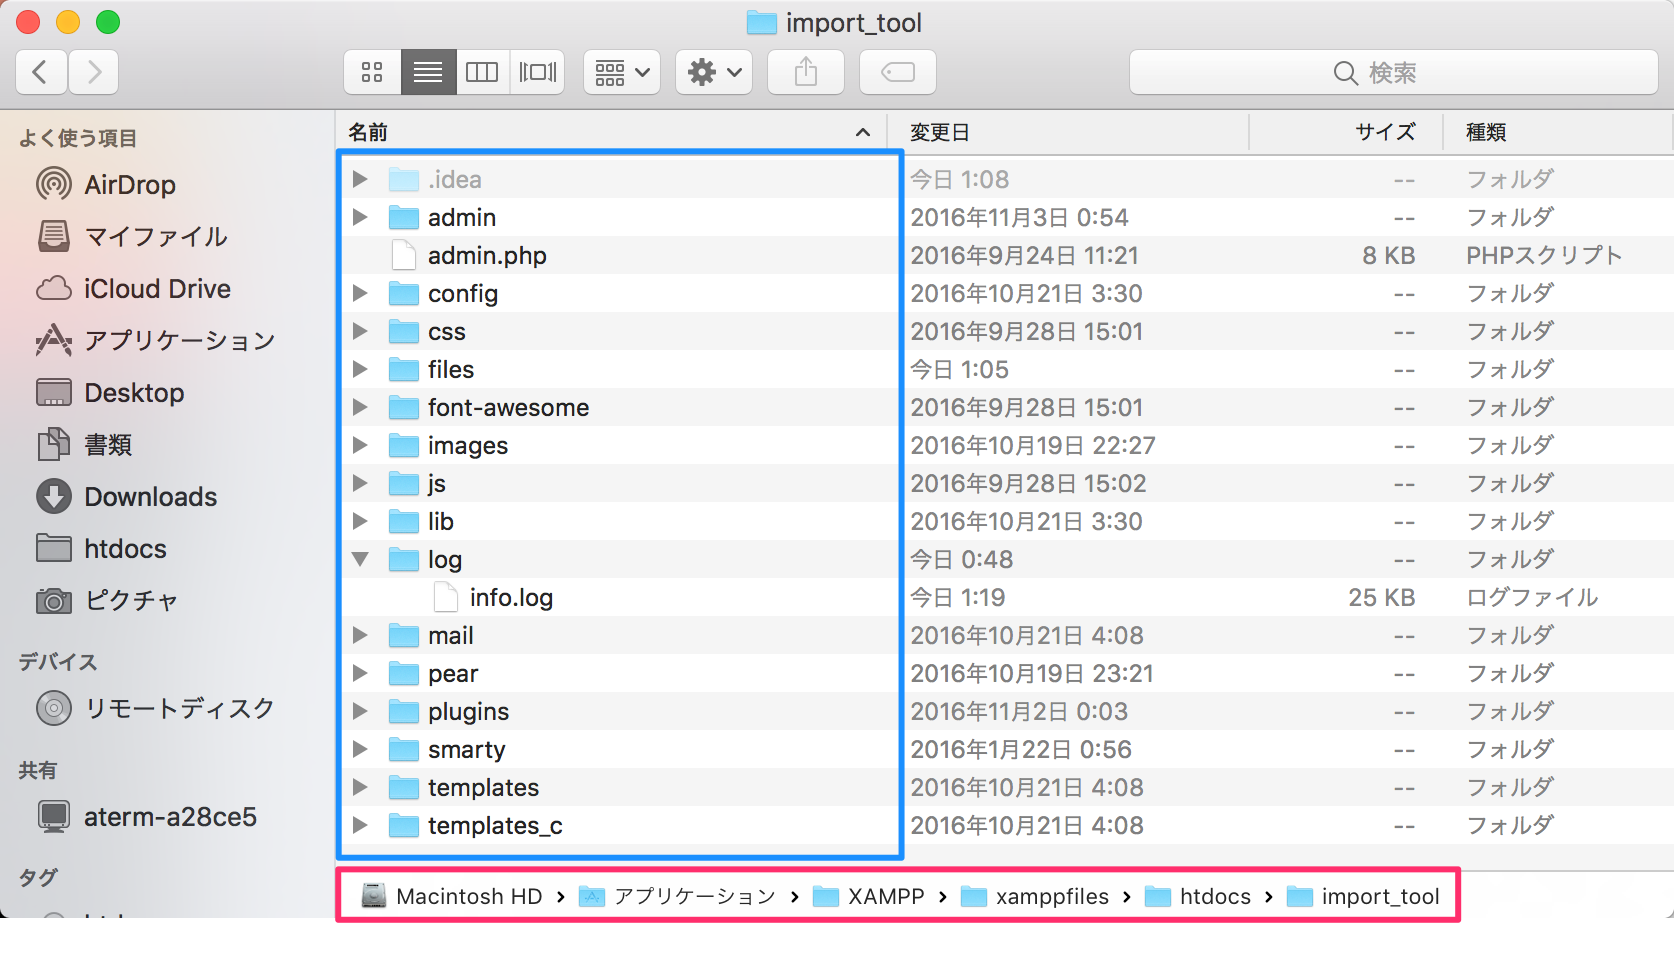 import_tool
検索
よく使う項目
AirDrop
マイファイル
iCloud Drive
アプリケーション
Desktop
書類
Downloads
htdocs
ピクチャ
デバイス
リモートディスク
共有
aterm-a28ce5
タグ
名前 変更日 サイズ 種類
.idea 今日 1:08 -- フォルダ
admin 2016年11月3日 0:54 -- フォルダ
admin.php 2016年9月24日 11:21 8 KB PHPスクリプト
config 2016年10月21日 3:30 -- フォルダ
css 2016年9月28日 15:01 -- フォルダ
files 今日 1:05 -- フォルダ
font-awesome 2016年9月28日 15:01 -- フォルダ
images 2016年10月19日 22:27 -- フォルダ
js 2016年9月28日 15:02 -- フォルダ
lib 2016年10月21日 3:30 -- フォルダ
log 今日 0:48 -- フォルダ
info.log 今日 1:19 25 KB ログファイル
mail 2016年10月21日 4:08 -- フォルダ
pear 2016年10月19日 23:21 -- フォルダ
plugins 2016年11月2日 0:03 -- フォルダ
smarty 2016年1月22日 0:56 -- フォルダ
templates 2016年10月21日 4:08 -- フォルダ
templates_c 2016年10月21日 4:08 -- フォルダ
Macintosh HD › アプリケーション › XAMPP › xamppfiles › htdocs › import_tool